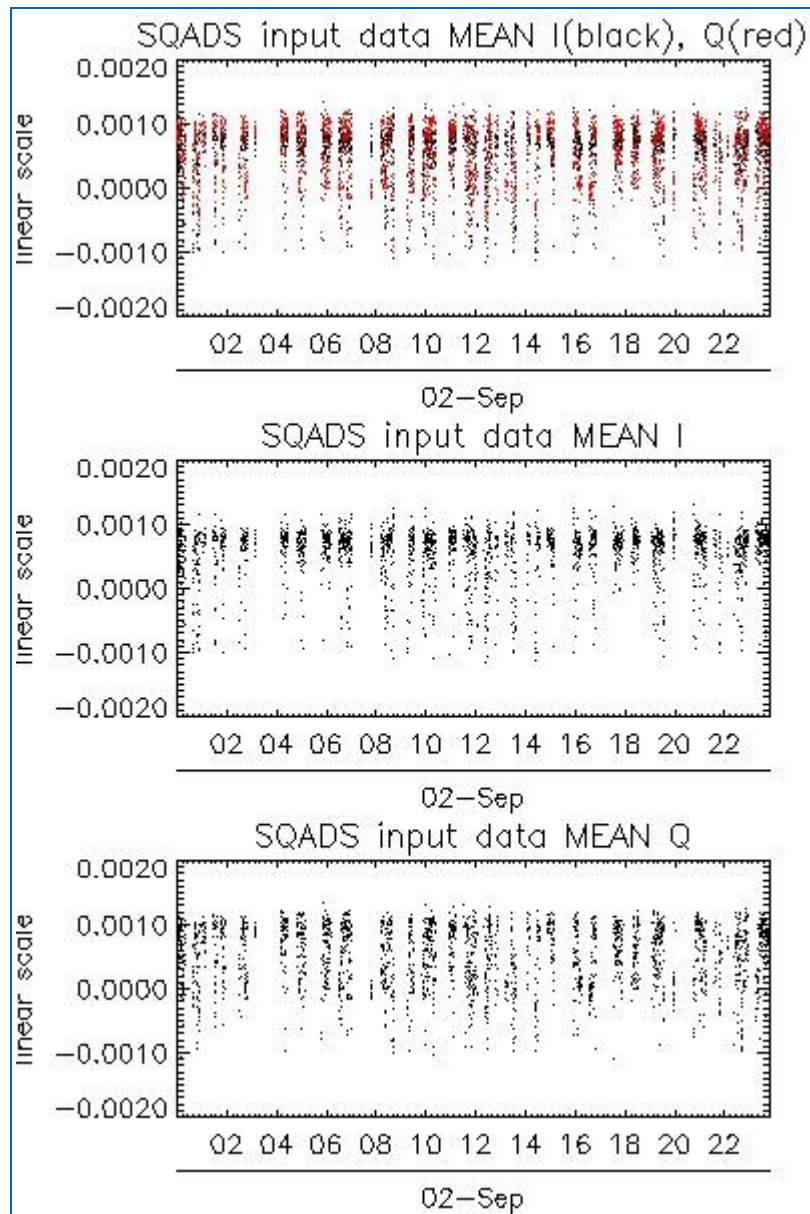 SQADS input data MEAN I(black), Q(red)
linear scale
0.0020
0.0010
0.0000
−0.0010
−0.0020
02 04 06 08 10 12 14 16 18 20 22
02−Sep
SQADS input data MEAN I
linear scale
0.0020
0.0010
0.0000
−0.0010
−0.0020
02 04 06 08 10 12 14 16 18 20 22
02−Sep
SQADS input data MEAN Q
linear scale
0.0020
0.0010
0.0000
−0.0010
−0.0020
02 04 06 08 10 12 14 16 18 20 22
02−Sep